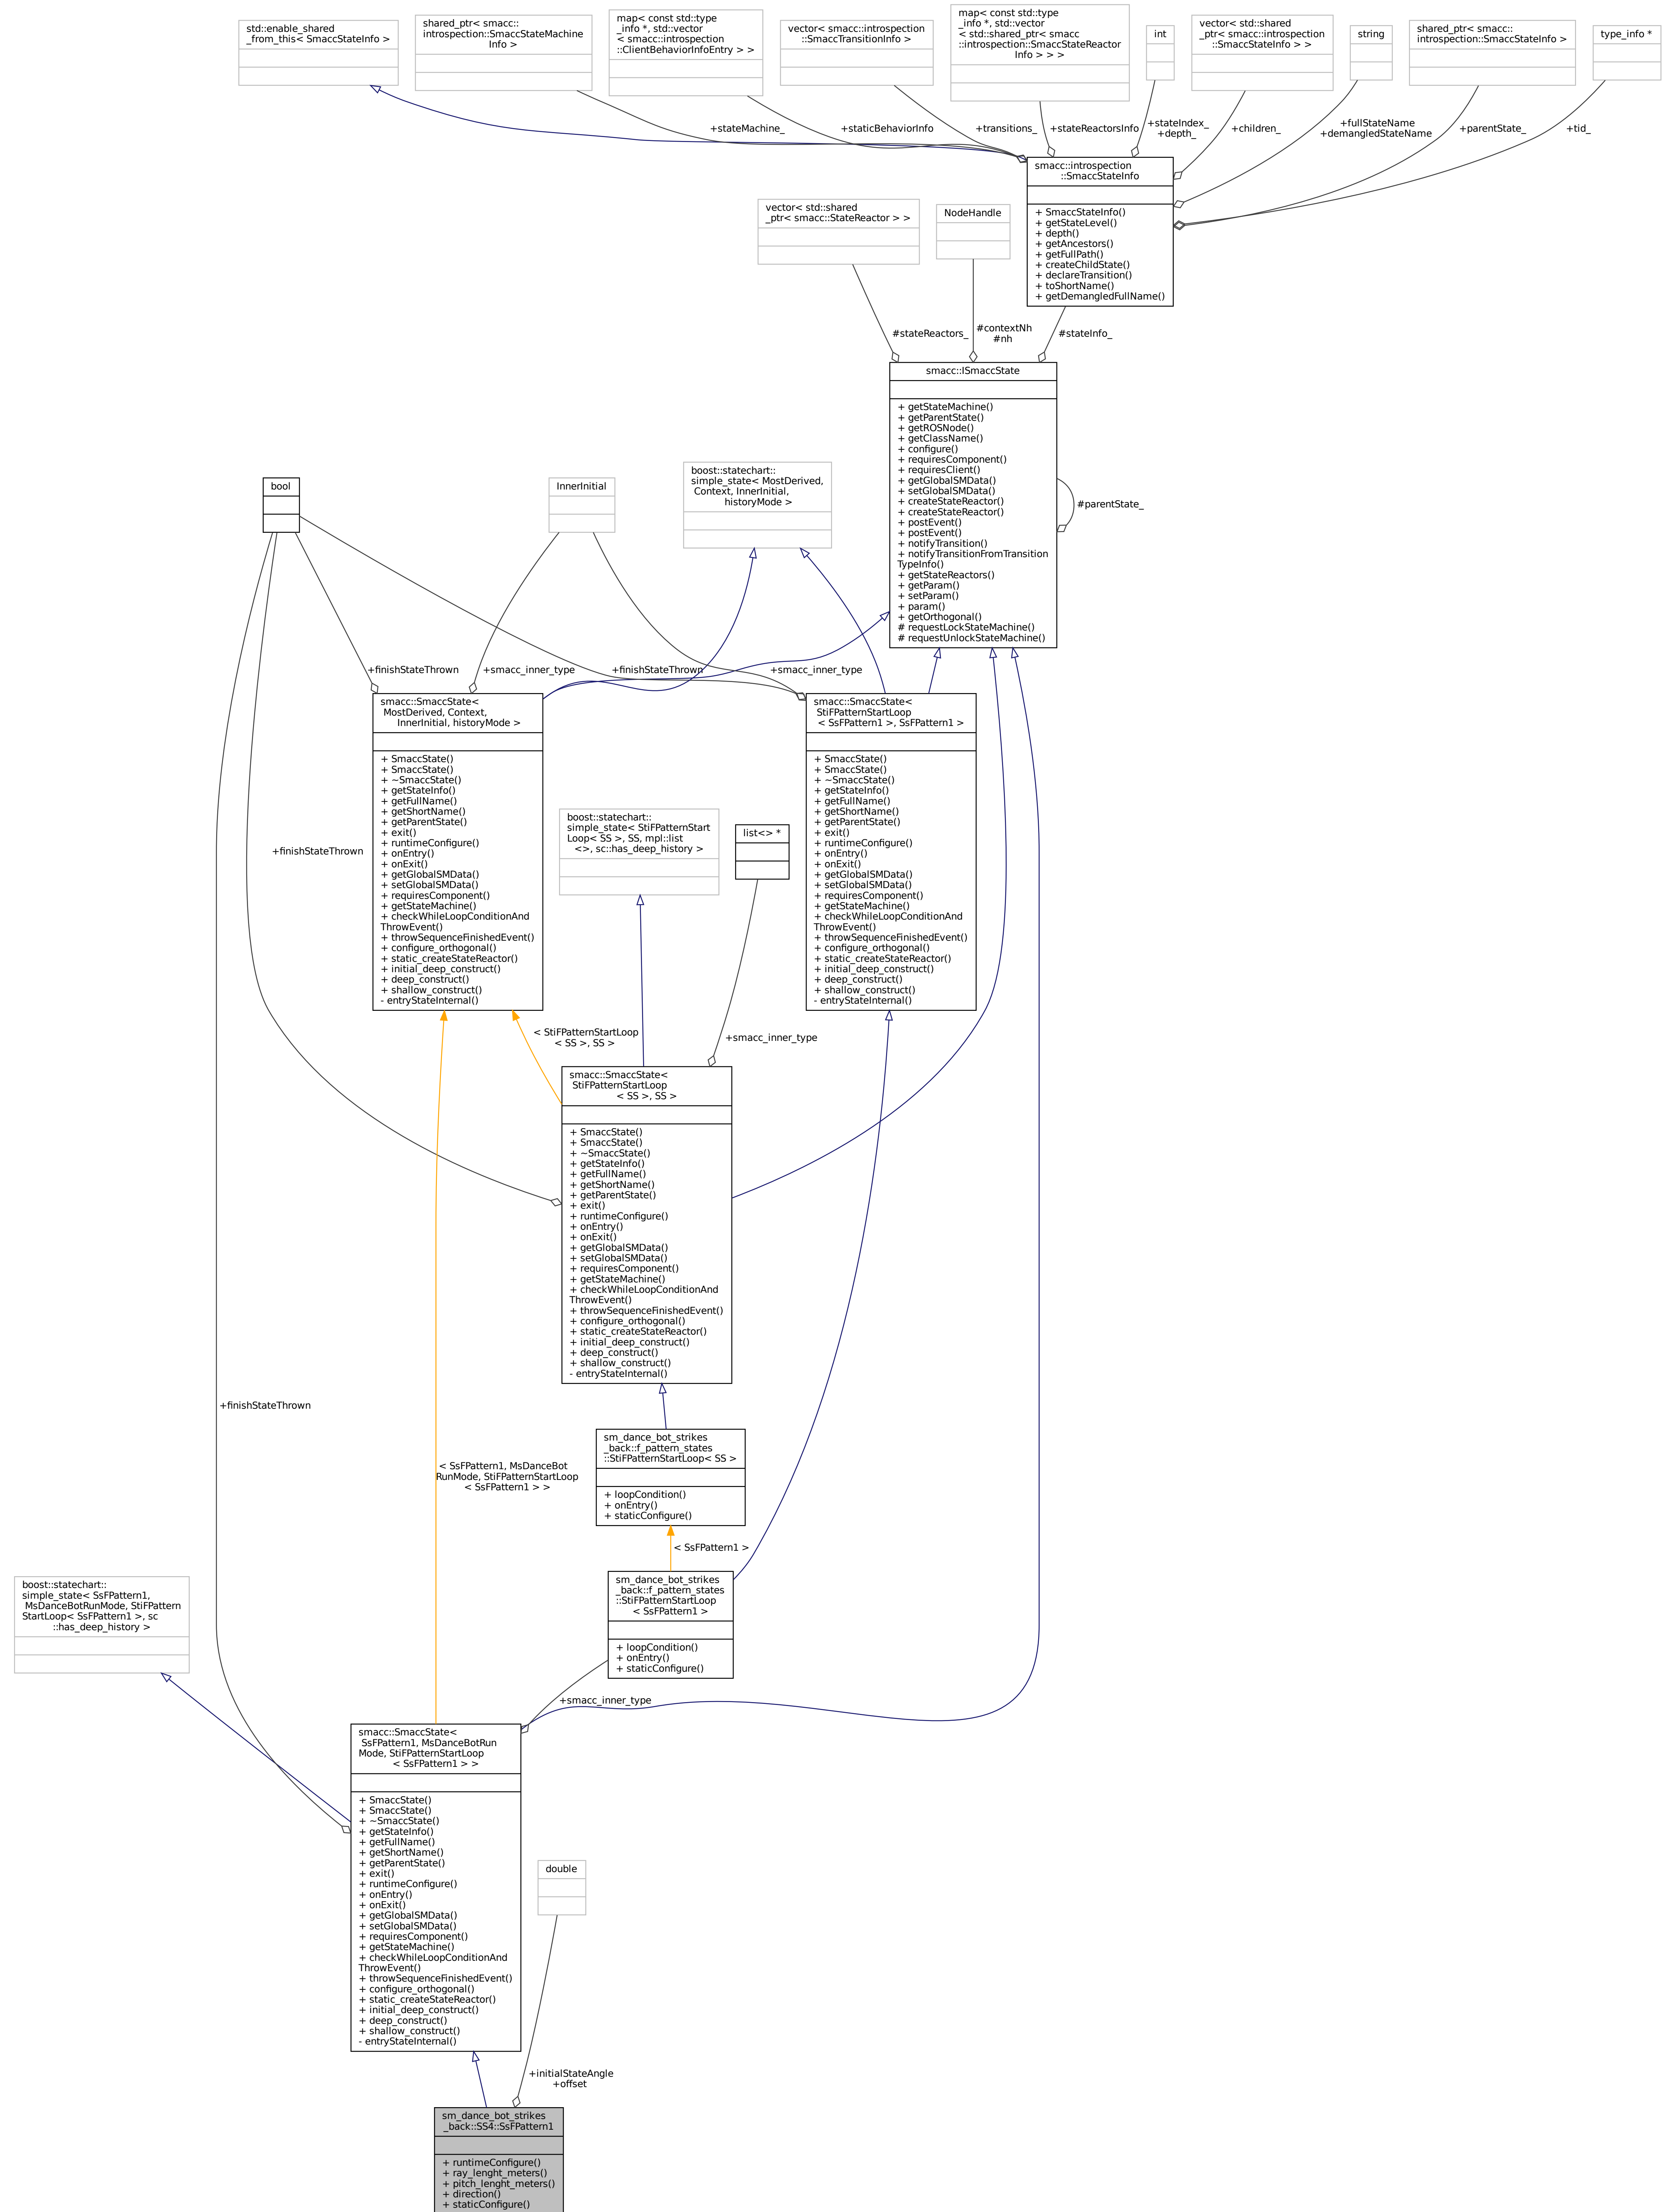 std::enable_shared
_from_this< SmaccStateInfo >
shared_ptr< smacc::
introspection::SmaccStateMachine
Info >
map< const std::type
_info *, std::vector
< smacc::introspection
::ClientBehaviorInfoEntry > >
vector< smacc::introspection
::SmaccTransitionInfo >
map< const std::type
_info *, std::vector
< std::shared_ptr< smacc
::introspection::SmaccStateReactor
Info > > >
int
vector< std::shared
_ptr< smacc::introspection
::SmaccStateInfo > >
string
shared_ptr< smacc::
introspection::SmaccStateInfo >
type_info *
+stateMachine_
+staticBehaviorInfo
+transitions_
+stateReactorsInfo
+stateIndex_
+depth_
+children_
+fullStateName
+demangledStateName
+parentState_
+tid_
smacc::introspection
::SmaccStateInfo
+ SmaccStateInfo()
+ getStateLevel()
+ depth()
+ getAncestors()
+ getFullPath()
+ createChildState()
+ declareTransition()
+ toShortName()
+ getDemangledFullName()
vector< std::shared
_ptr< smacc::StateReactor > >
NodeHandle
#stateReactors_
#contextNh
#nh
#stateInfo_
smacc::ISmaccState
+ getStateMachine()
+ getParentState()
+ getROSNode()
+ getClassName()
+ configure()
+ requiresComponent()
+ requiresClient()
+ getGlobalSMData()
+ setGlobalSMData()
+ createStateReactor()
+ createStateReactor()
+ postEvent()
+ postEvent()
+ notifyTransition()
+ notifyTransitionFromTransition
TypeInfo()
+ getStateReactors()
+ getParam()
+ setParam()
+ param()
+ getOrthogonal()
# requestLockStateMachine()
# requestUnlockStateMachine()
#parentState_
bool
InnerInitial
boost::statechart::
simple_state< MostDerived,
Context, InnerInitial,
historyMode >
+finishStateThrown
+smacc_inner_type
+finishStateThrown
+smacc_inner_type
smacc::SmaccState<
MostDerived, Context,
InnerInitial, historyMode >
+ SmaccState()
+ SmaccState()
+ ~SmaccState()
+ getStateInfo()
+ getFullName()
+ getShortName()
+ getParentState()
+ exit()
+ runtimeConfigure()
+ onEntry()
+ onExit()
+ getGlobalSMData()
+ setGlobalSMData()
+ requiresComponent()
+ getStateMachine()
+ checkWhileLoopConditionAnd
ThrowEvent()
+ throwSequenceFinishedEvent()
+ configure_orthogonal()
+ static_createStateReactor()
+ initial_deep_construct()
+ deep_construct()
+ shallow_construct()
- entryStateInternal()
smacc::SmaccState<
StiFPatternStartLoop
< SsFPattern1 >, SsFPattern1 >
+ SmaccState()
+ SmaccState()
+ ~SmaccState()
+ getStateInfo()
+ getFullName()
+ getShortName()
+ getParentState()
+ exit()
+ runtimeConfigure()
+ onEntry()
+ onExit()
+ getGlobalSMData()
+ setGlobalSMData()
+ requiresComponent()
+ getStateMachine()
+ checkWhileLoopConditionAnd
ThrowEvent()
+ throwSequenceFinishedEvent()
+ configure_orthogonal()
+ static_createStateReactor()
+ initial_deep_construct()
+ deep_construct()
+ shallow_construct()
- entryStateInternal()
boost::statechart::
simple_state< StiFPatternStart
Loop< SS >, SS, mpl::list
<>, sc::has_deep_history >
list<> *
+finishStateThrown
< StiFPatternStartLoop
< SS >, SS >
+smacc_inner_type
smacc::SmaccState<
StiFPatternStartLoop
< SS >, SS >
+ SmaccState()
+ SmaccState()
+ ~SmaccState()
+ getStateInfo()
+ getFullName()
+ getShortName()
+ getParentState()
+ exit()
+ runtimeConfigure()
+ onEntry()
+ onExit()
+ getGlobalSMData()
+ setGlobalSMData()
+ requiresComponent()
+ getStateMachine()
+ checkWhileLoopConditionAnd
ThrowEvent()
+ throwSequenceFinishedEvent()
+ configure_orthogonal()
+ static_createStateReactor()
+ initial_deep_construct()
+ deep_construct()
+ shallow_construct()
- entryStateInternal()
+finishStateThrown
< SsFPattern1, MsDanceBot
RunMode, StiFPatternStartLoop
< SsFPattern1 > >
sm_dance_bot_strikes
_back::f_pattern_states
::StiFPatternStartLoop< SS >
+ loopCondition()
+ onEntry()
+ staticConfigure()
< SsFPattern1 >
sm_dance_bot_strikes
_back::f_pattern_states
::StiFPatternStartLoop
< SsFPattern1 >
+ loopCondition()
+ onEntry()
+ staticConfigure()
boost::statechart::
simple_state< SsFPattern1,
MsDanceBotRunMode, StiFPattern
StartLoop< SsFPattern1 >, sc
::has_deep_history >
+smacc_inner_type
smacc::SmaccState<
SsFPattern1, MsDanceBotRun
Mode, StiFPatternStartLoop
< SsFPattern1 > >
+ SmaccState()
+ SmaccState()
+ ~SmaccState()
+ getStateInfo()
+ getFullName()
+ getShortName()
+ getParentState()
+ exit()
+ runtimeConfigure()
+ onEntry()
+ onExit()
+ getGlobalSMData()
+ setGlobalSMData()
+ requiresComponent()
+ getStateMachine()
+ checkWhileLoopConditionAnd
ThrowEvent()
+ throwSequenceFinishedEvent()
+ configure_orthogonal()
+ static_createStateReactor()
+ initial_deep_construct()
+ deep_construct()
+ shallow_construct()
- entryStateInternal()
double
+initialStateAngle
+offset
sm_dance_bot_strikes
_back::SS4::SsFPattern1
+ runtimeConfigure()
+ ray_lenght_meters()
+ pitch_lenght_meters()
+ direction()
+ staticConfigure()